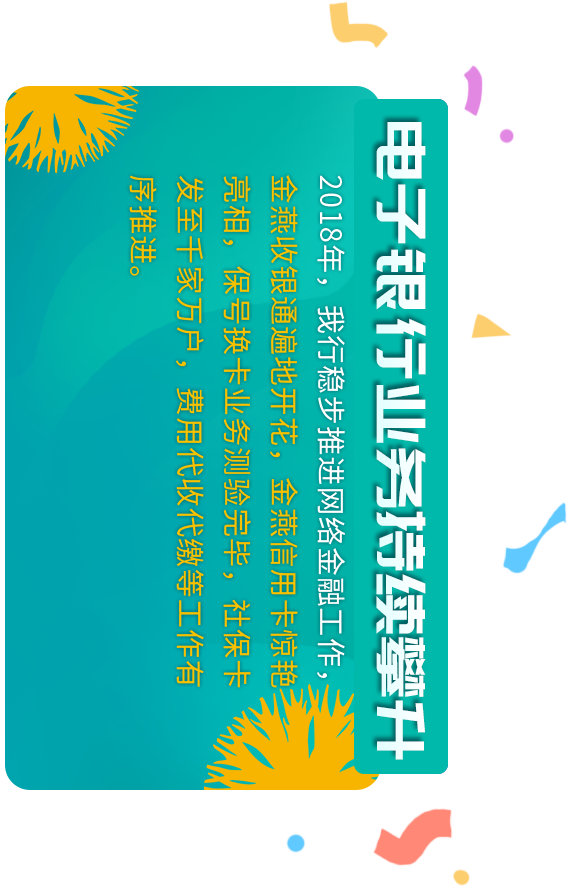 电子银行业务持续攀升
2018年，我行稳步推进网络金融工作，
金燕收银通遍地开花，金燕信用卡惊艳
亮相，保号换卡业务测验完毕，社保卡
发至千家万户，费用代收代缴等工作有
序推进。